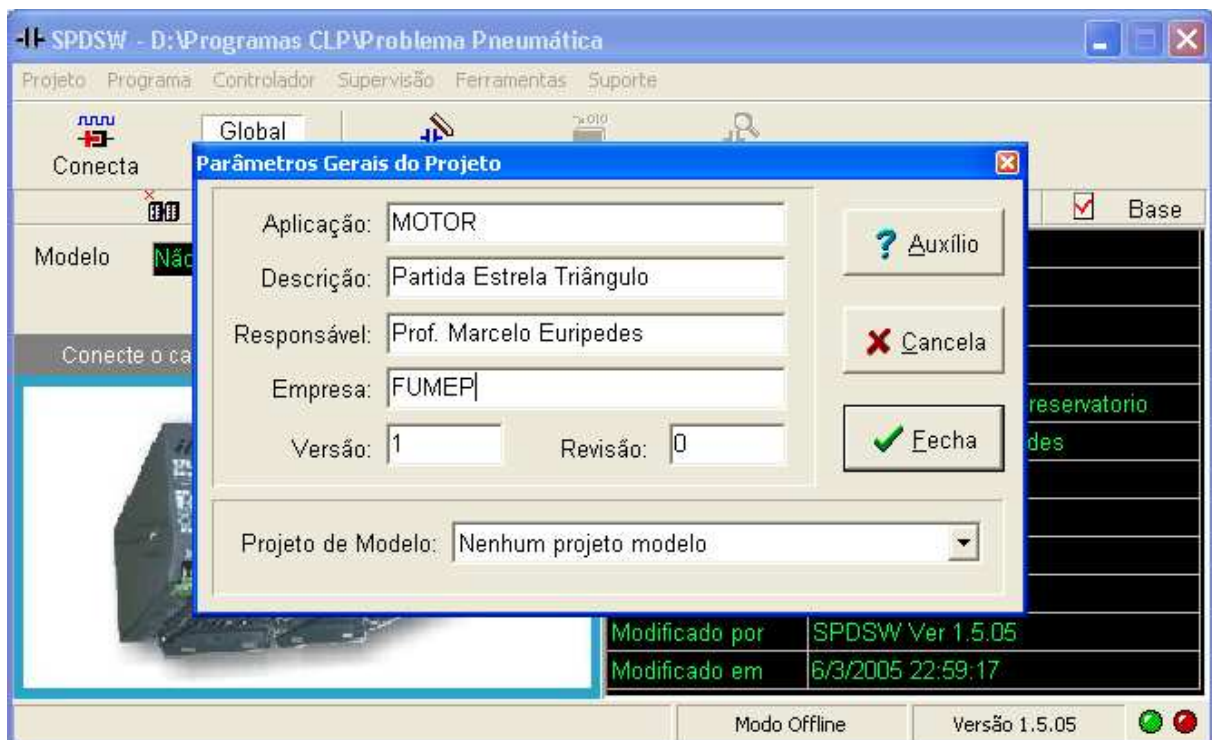 SPDSW - D:\Programas CLP\Problema Pneumática
Projeto Programa Controlador Supervisão Ferramentas Suporte
Conecta
Global
Parâmetros Gerais do Projeto
Base
Modelo
Aplicação: MOTOR
Descrição: Partida Estrela Triângulo
Responsável: Prof. Marcelo Euripedes
Empresa: FUMEP
Versão: 1 Revisão: 0
Auxílio
Cancela
Fecha
Conecte o ca
reservatorio
des
Projeto de Modelo: Nenhum projeto modelo
Modificado por SPDSW Ver 1.5.05
Modificado em 6/3/2005 22:59:17
Modo Offline Versão 1.5.05